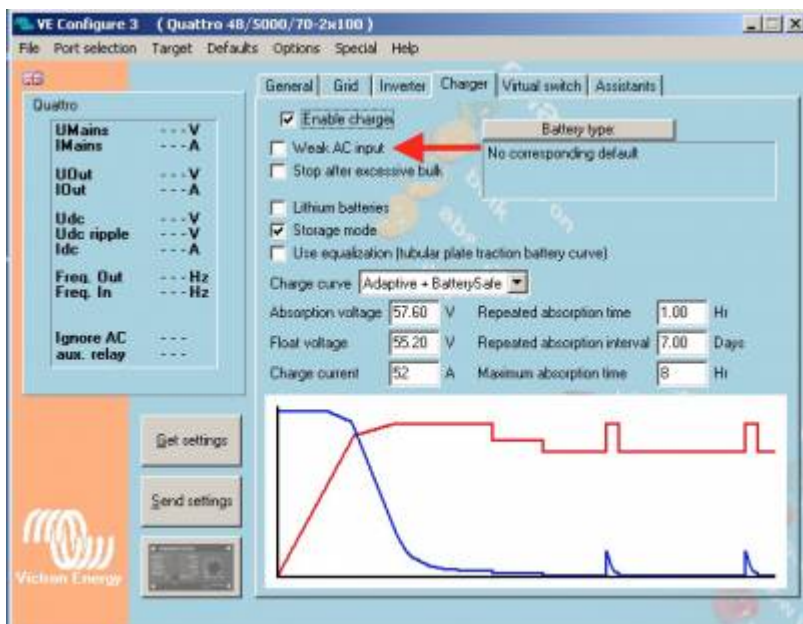 VE Configure 3 ( Quattro 48/5000/70-2x100 )
File Port selection Target Defaults Options Special Help
Quattro
UMains ---V
IMains ---A
UOut ---V
IOut ---A
Udc ---V
Udc ripple ---V
Idc ---A
Freq. Out ---Hz
Freq. In ---Hz
Ignore AC ---
aux. relay ---
Get settings
Send settings
Victron Energy
General Grid Inverter Charger Virtual switch Assistants
Enable charger
Weak AC input
Stop after excessive bulk
Battery type:
No corresponding default
Lithium batteries
Storage mode
Use equalization (tubular plate traction battery curve)
Charge curve Adaptive + BatterySafe
Absorption voltage 57.60 V Repeated absorption time 1.00 Hr
Float voltage 55.20 V Repeated absorption interval 7.00 Days
Charge current 52 A Maximum absorption time 8 Hr